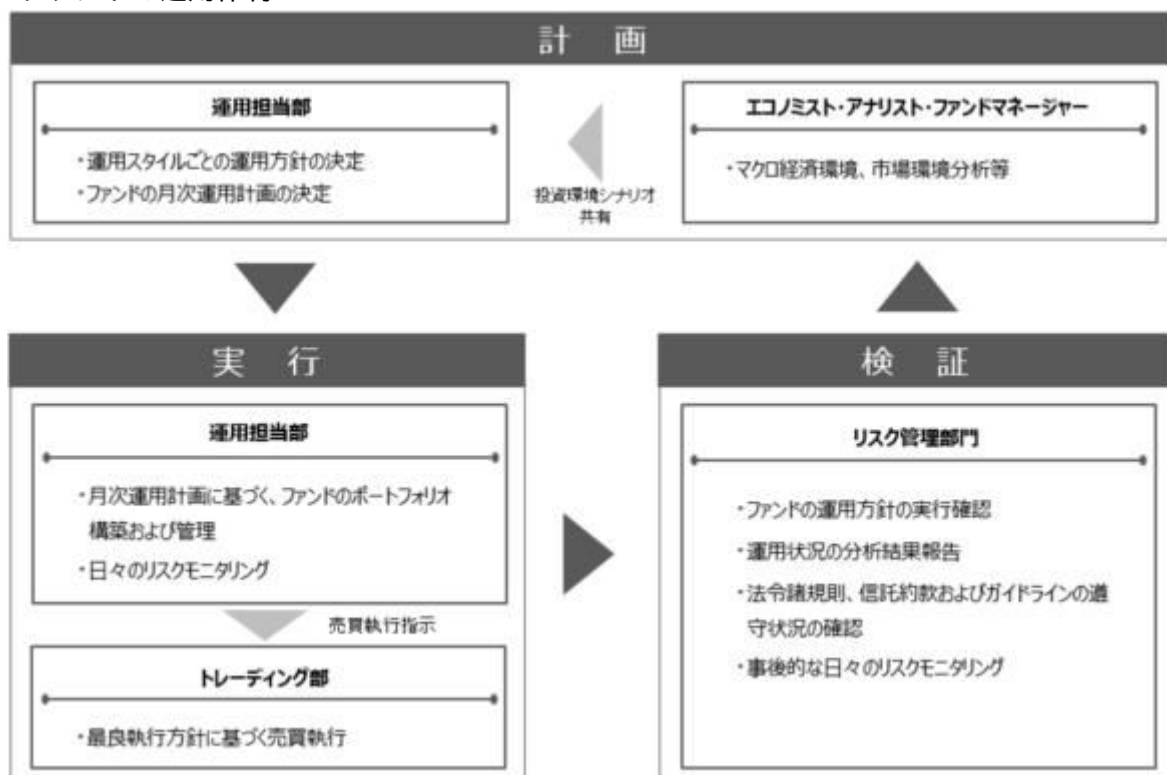 計 画
運用担当部
・運用スタイルごとの運用方針の決定
・ファンドの月次運用計画の決定
投資環境シナリオ
共有
エコノミスト・アナリスト・ファンドマネージャー
・マクロ経済環境、市場環境分析等
実 行
運用担当部
・月次運用計画に基づく、ファンドのポートフォリオ
構築および管理
・日々のリスクモニタリング
売買執行指示
トレーディング部
・最良執行方針に基づく売買執行
検 証
リスク管理部門
・ファンドの運用方針の実行確認
・運用状況の分析結果報告
・法令諸規則、信託約款およびガイドラインの遵
守状況の確認
・事後的な日々のリスクモニタリング